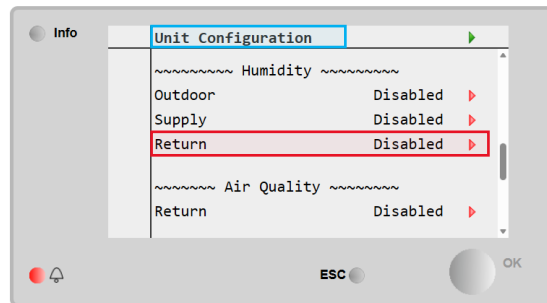 Info
Unit Configuration
~~~~~~~~~ Humidity ~~~~~~~~~
Outdoor Disabled
Supply Disabled
Return Disabled
~~~~~~~ Air Quality ~~~~~~~~
Return Disabled
ESC
OK